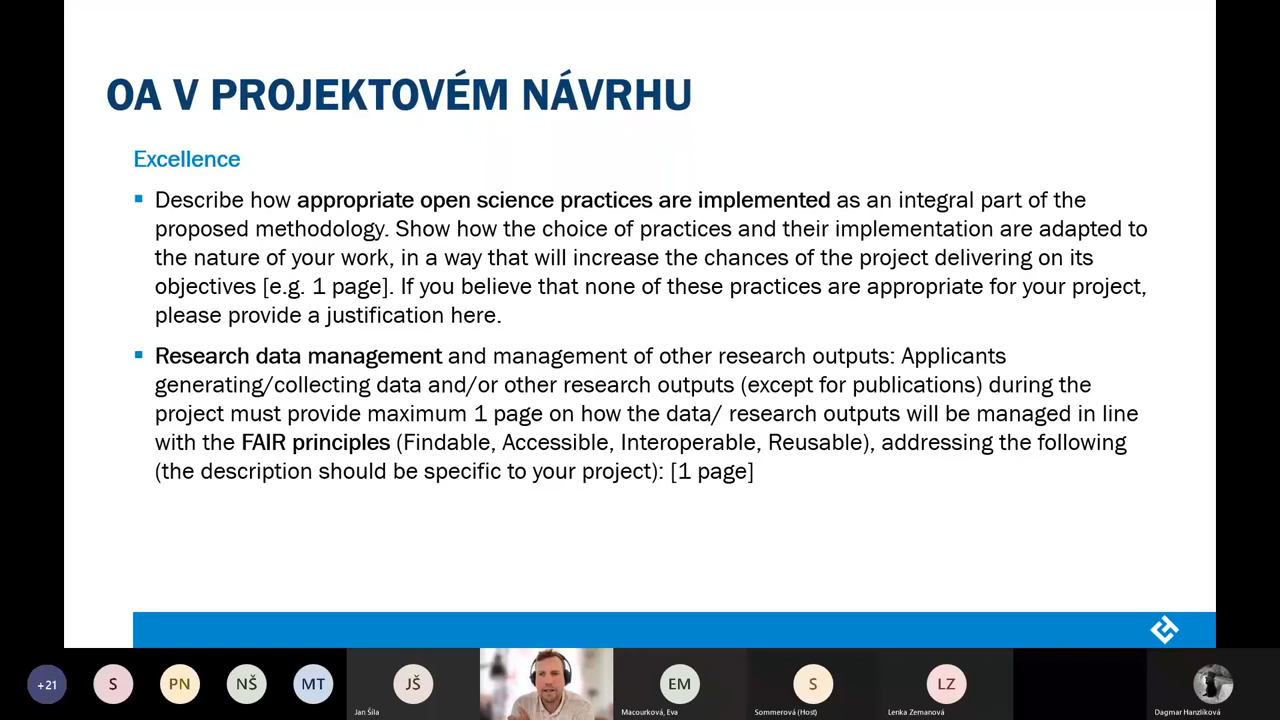 OA V PROJEKTOVÉM NÁVRHU
Excellence
Describe how appropriate open science practices are implemented as an integral part of the
proposed methodology. Show how the choice of practices and their implementation are adapted to
the nature of your work, in a way that will increase the chances of the project delivering on its
objectives [e.g. 1 page]. If you believe that none of these practices are appropriate for your project,
please provide a justification here.
Research data management and management of other research outputs: Applicants
generating/collecting data and/or other research outputs (except for publications) during the
project must provide maximum 1 page on how the data/ research outputs will be managed in line
with the FAIR principles (Findable, Accessible, Interoperable, Reusable), addressing the following
(the description should be specific to your project): [1 page]
+21
S
PN
NŠ
MT
JŠ
EM
S
LZ
Jan Šíla
Macourková, Eva
Sommerová (Host)
Lenka Zemanová
Dagmar Hanzlíková